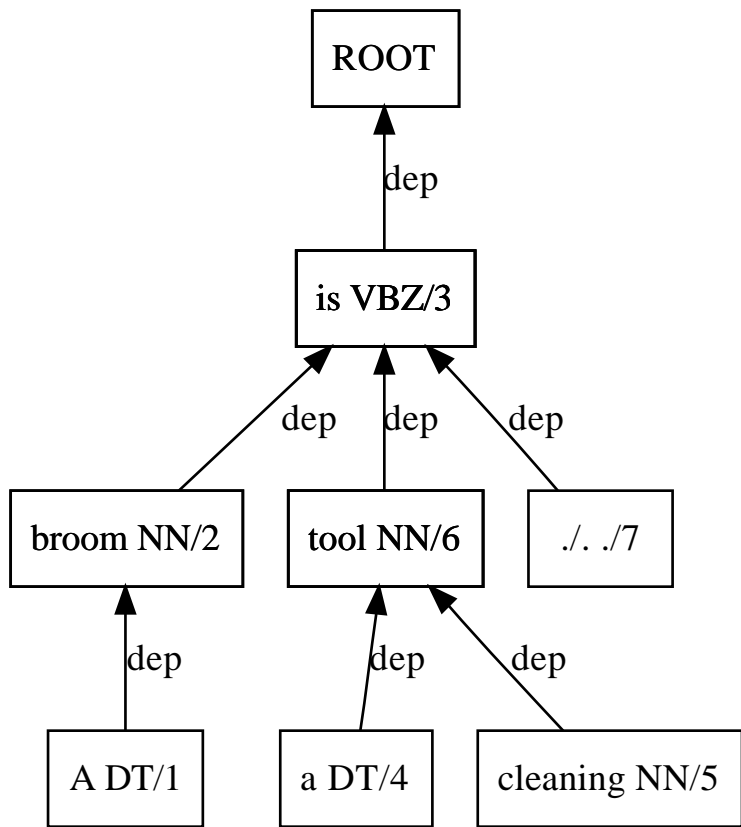 ROOT
dep
is VBZ/3
dep dep dep
broom NN/2 tool NN/6 ./. ./7
dep dep dep
A DT/1 a DT/4 cleaning NN/5